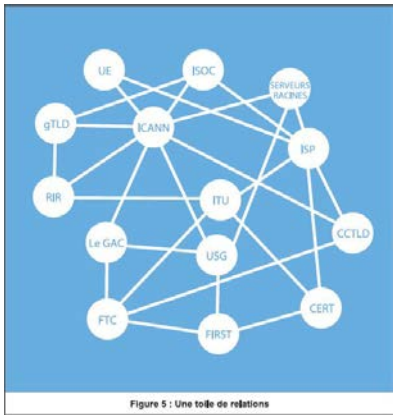 UE
ISOC
SERVEURS
RACINES
gTLD
ICANN
ISP
RIR
ITU
CCTLD
Le GAC
USG
CERT
FTC
FIRST
Figure 5 : Une toile de relations